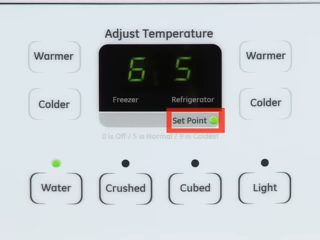 Adjust Temperature
Warmer 6 5 Warmer
Freezer Refrigerator
Colder Set Point Colder
0 is Off / 5 is Normal / 9 is Coldest
Water Crushed Cubed Light